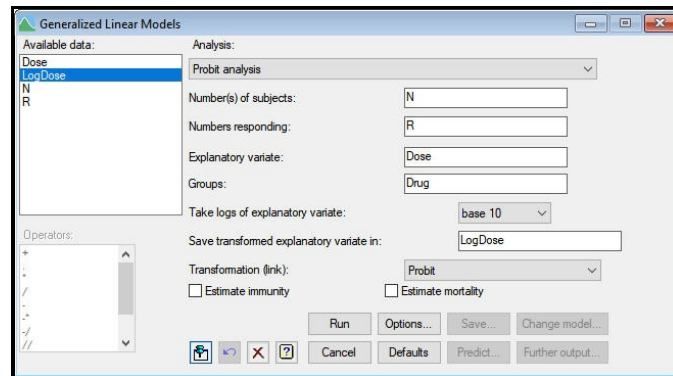 Generalized Linear Models
Available data:
Dose
LogDose
N
R
Operators:
+
.
*
/
-
-*
-/
//
Analysis:
Probit analysis
Number(s) of subjects: N
Numbers responding: R
Explanatory variate: Dose
Groups: Drug
Take logs of explanatory variate: base 10
Save transformed explanatory variate in: LogDose
Transformation (link): Probit
Estimate immunity Estimate mortality
Run Options... Save... Change model...
Cancel Defaults Predict... Further output...